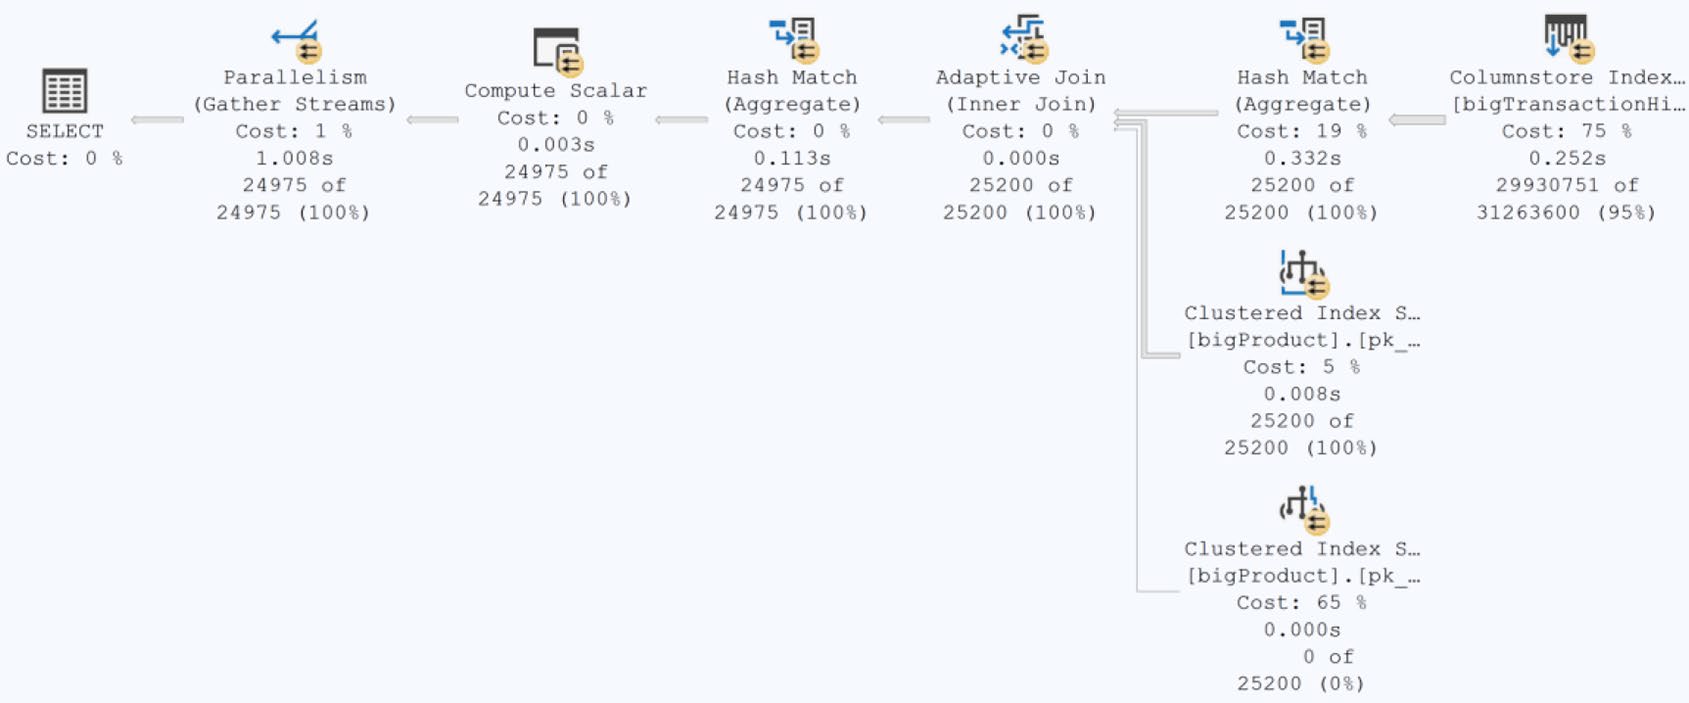 SELECT
Cost: 0 %
Parallelism
(Gather Streams)
Cost: 1 %
1.008s
24975 of
24975 (100%)
Compute Scalar
Cost: 0 %
0.003s
24975 of
24975 (100%)
Hash Match
(Aggregate)
Cost: 0 %
0.113s
24975 of
24975 (100%)
Adaptive Join
(Inner Join)
Cost: 0 %
0.000s
25200 of
25200 (100%)
Hash Match
(Aggregate)
Cost: 19 %
0.332s
25200 of
25200 (100%)
Columnstore Index…
[bigTransactionHi…
Cost: 75 %
0.252s
29930751 of
31263600 (95%)
Clustered Index S…
[bigProduct].[pk_…
Cost: 5 %
0.008s
25200 of
25200 (100%)
Clustered Index S…
[bigProduct].[pk_…
Cost: 65 %
0.000s
0 of
25200 (0%)